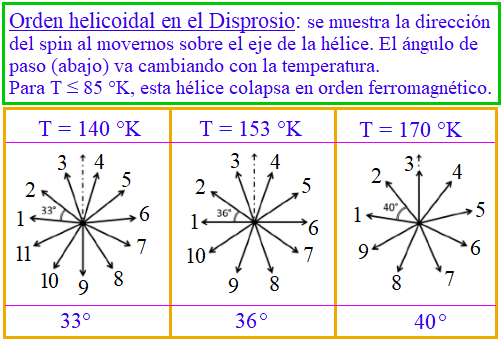 Orden helicoidal en el Disprosio: se muestra la dirección
del spin al movernos sobre el eje de la hélice. El ángulo de
paso (abajo) va cambiando con la temperatura.
Para T ≤ 85 °K, esta hélice colapsa en orden ferromagnético.
T = 140 °K
T = 153 °K
T = 170 °K
1 2 3 4 5 6 7 8 9 10 11 33°
1 2 3 4 5 6 7 8 9 10 36°
1 2 3 4 5 6 7 8 9 40°
33°
36°
40°